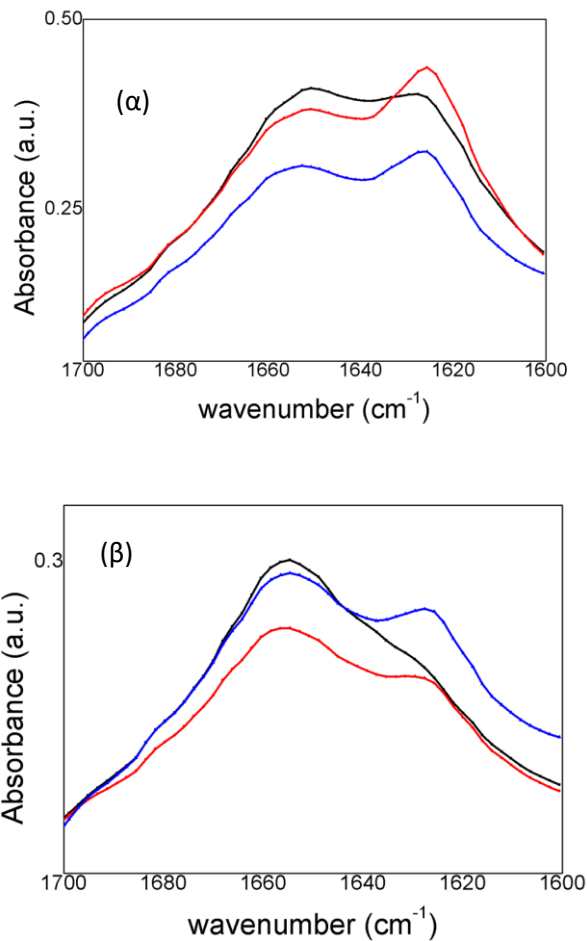 0.50
(α)
Absorbance (a.u.)
0.25
1700 1680 1660 1640 1620 1600
wavenumber (cm⁻¹)
0.3
(β)
Absorbance (a.u.)
1700 1680 1660 1640 1620 1600
wavenumber (cm⁻¹)